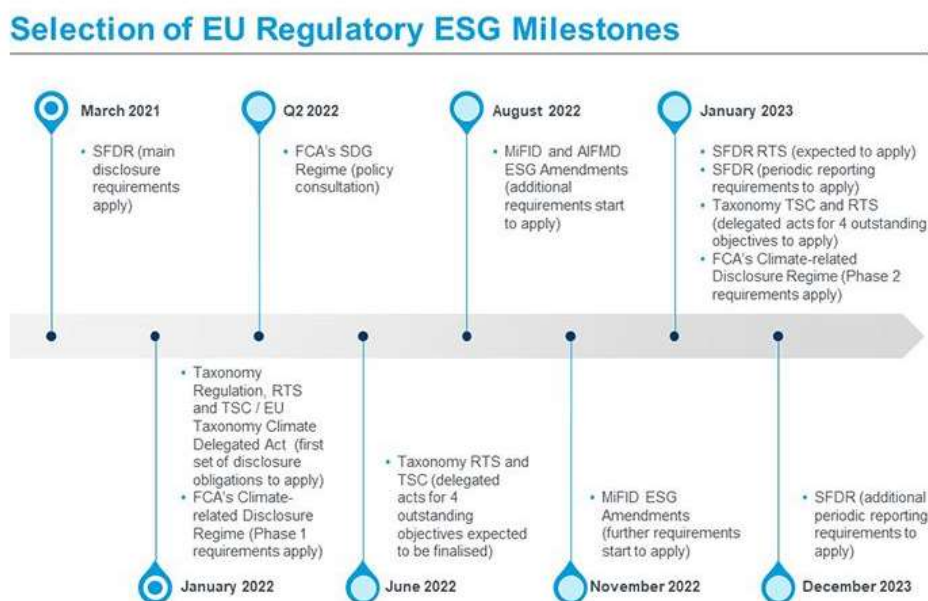 Selection of EU Regulatory ESG Milestones
March 2021
• SFDR (main
disclosure
requirements
apply)
Q2 2022
• FCA's SDG
Regime (policy
consultation)
August 2022
• MiFID and AIFMD
ESG Amendments
(additional
requirements start
to apply)
January 2023
• SFDR RTS (expected to apply)
• SFDR (periodic reporting
requirements to apply)
• Taxonomy TSC and RTS
(delegated acts for 4 outstanding
objectives to apply)
• FCA's Climate-related
Disclosure Regime (Phase 2
requirements apply)
• Taxonomy
Regulation, RTS
and TSC / EU
Taxonomy Climate
Delegated Act (first
set of disclosure
obligations to apply)
• FCA's Climate-
related Disclosure
Regime (Phase 1
requirements apply)
January 2022
• Taxonomy RTS and
TSC (delegated
acts for 4
outstanding
objectives expected
to be finalised)
June 2022
• MiFID ESG
Amendments
(further requirements
start to apply)
November 2022
• SFDR (additional
periodic reporting
requirements to
apply)
December 2023